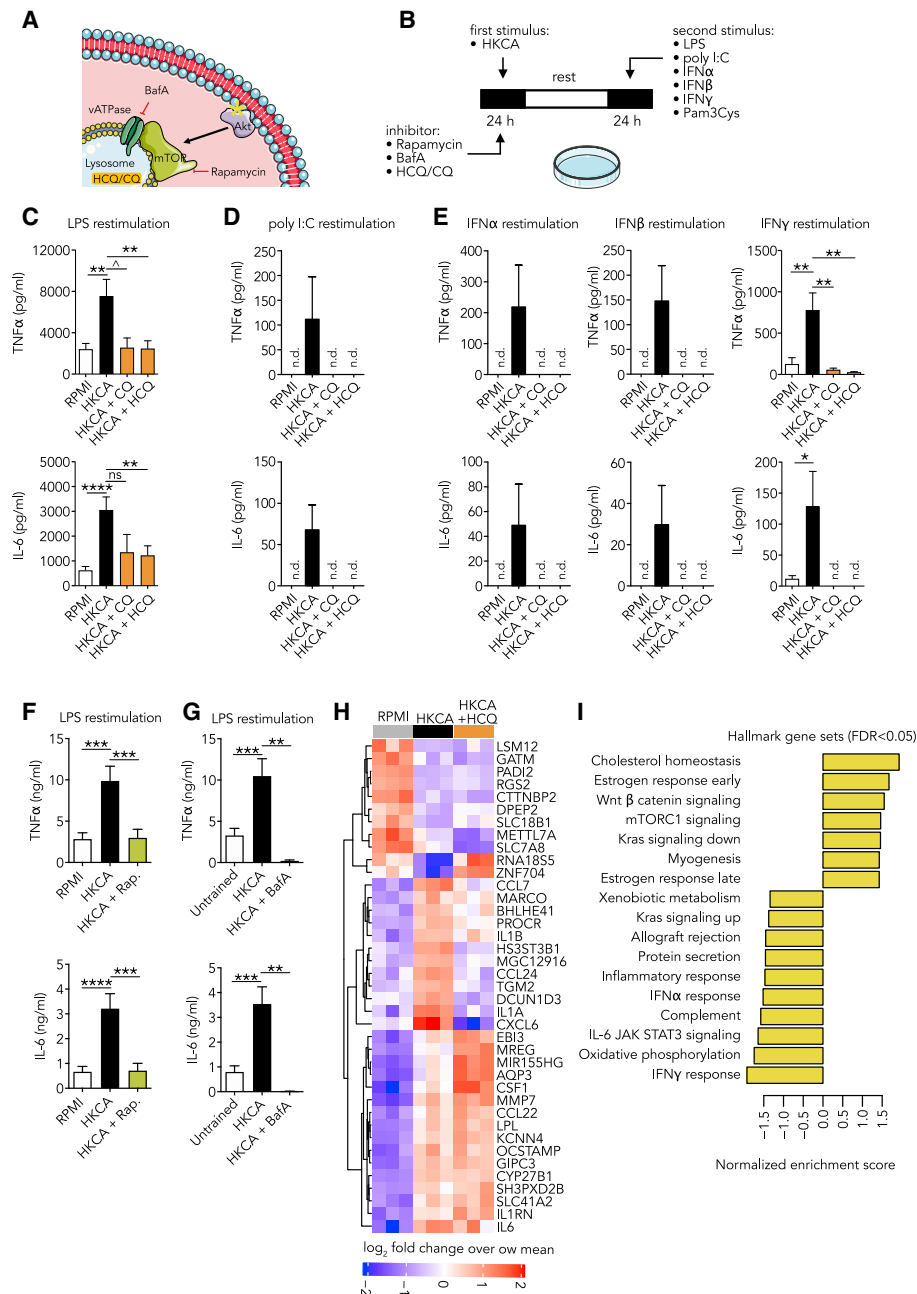 A
BafA
vATPase
Akt
mTOR
Lysosome
HCQ/CQ
Rapamycin
B
first stimulus:
• HKCA
second stimulus:
• LPS
• poly I:C
• IFNα
• IFNβ
• IFNγ
• Pam3Cys
rest
24 h
24 h
inhibitor:
• Rapamycin
• BafA
• HCQ/CQ
C
LPS restimulation
TNFα (pg/ml)
12000
8000
4000
0
** ^ **
RPMI
HKCA
HKCA + CQ
HKCA + HCQ
IL-6 (pg/ml)
5000
4000
3000
2000
1000
0
**** ns **
RPMI
HKCA
HKCA + CQ
HKCA + HCQ
D
poly I:C restimulation
TNFα (pg/ml)
250
200
150
100
50
0
n.d. n.d. n.d.
RPMI
HKCA
HKCA + CQ
HKCA + HCQ
IL-6 (pg/ml)
150
100
50
0
n.d. n.d. n.d.
RPMI
HKCA
HKCA + CQ
HKCA + HCQ
E
IFNα restimulation
TNFα (pg/ml)
500
400
300
200
100
0
n.d. n.d. n.d.
RPMI
HKCA
HKCA + CQ
HKCA + HCQ
IL-6 (pg/ml)
100
80
60
40
20
0
n.d. n.d. n.d.
RPMI
HKCA
HKCA + CQ
HKCA + HCQ
IFNβ restimulation
TNFα (pg/ml)
250
200
150
100
50
0
n.d. n.d. n.d.
RPMI
HKCA
HKCA + CQ
HKCA + HCQ
IL-6 (pg/ml)
60
40
20
0
n.d. n.d. n.d.
RPMI
HKCA
HKCA + CQ
HKCA + HCQ
IFNγ restimulation
TNFα (pg/ml)
1500
1000
500
0
** ** **
RPMI
HKCA
HKCA + CQ
HKCA + HCQ
IL-6 (pg/ml)
200
150
100
50
0
*
n.d. n.d.
RPMI
HKCA
HKCA + CQ
HKCA + HCQ
F
LPS restimulation
TNFα (ng/ml)
15
10
5
0
*** ***
RPMI
HKCA
HKCA + Rap.
IL-6 (ng/ml)
5
4
3
2
1
0
**** ***
RPMI
HKCA
HKCA + Rap.
G
LPS restimulation
TNFα (ng/ml)
15
10
5
0
*** **
Untrained
HKCA
HKCA + BafA
IL-6 (ng/ml)
5
4
3
2
1
0
*** **
Untrained
HKCA
HKCA + BafA
H
RPMI
HKCA
HKCA
+HCQ
LSM12
GATM
PADI2
RGS2
CTTNBP2
DPEP2
SLC18B1
METTL7A
SLC7A8
RNA18S5
ZNF704
CCL7
MARCO
BHLHE41
PROCR
IL1B
HS3ST3B1
MGC12916
CCL24
TGM2
DCUN1D3
IL1A
CXCL6
EBI3
MREG
MIR155HG
AQP3
CSF1
MMP7
CCL22
LPL
KCNN4
OCSTAMP
GIPC3
CYP27B1
SH3PXD2B
SLC41A2
IL1RN
IL6
log2 fold change over ow mean
−2 −1 0 1 2
I
Hallmark gene sets (FDR<0.05)
Cholesterol homeostasis
Estrogen response early
Wnt β catenin signaling
mTORC1 signaling
Kras signaling down
Myogenesis
Estrogen response late
Xenobiotic metabolism
Kras signaling up
Allograft rejection
Protein secretion
Inflammatory response
IFNα response
Complement
IL-6 JAK STAT3 signaling
Oxidative phosphorylation
IFNγ response
−1.5 −1.0 −0.5 0.0 0.5 1.0 1.5
Normalized enrichment score